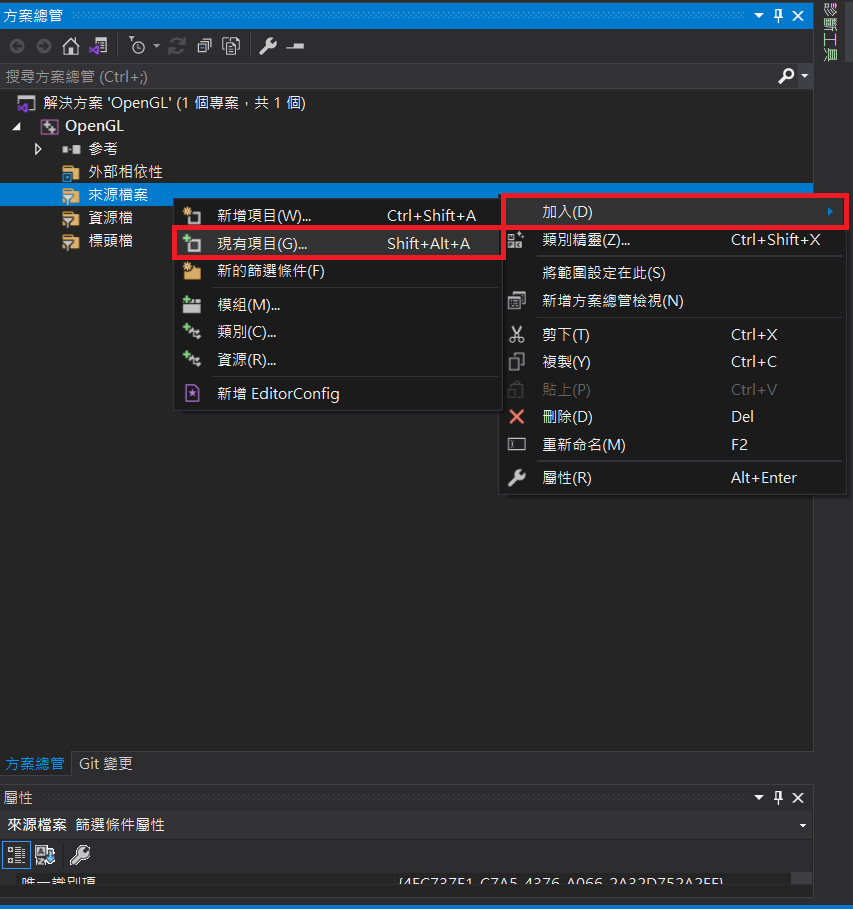 方案總管
診斷工具
搜尋方案總管 (Ctrl+;)
解決方案 'OpenGL' (1 個專案，共 1 個)
OpenGL
參考
外部相依性
來源檔案
資源檔
標頭檔
新增項目(W)... Ctrl+Shift+A
現有項目(G)... Shift+Alt+A
新的篩選條件(F)
模組(M)...
類別(C)...
資源(R)...
新增 EditorConfig
加入(D)
類別精靈(Z)... Ctrl+Shift+X
將範圍設定在此(S)
新增方案總管檢視(N)
剪下(T) Ctrl+X
複製(Y) Ctrl+C
貼上(P) Ctrl+V
刪除(D) Del
重新命名(M) F2
屬性(R) Alt+Enter
方案總管 Git 變更
屬性
來源檔案 篩選條件屬性
唯一識別項